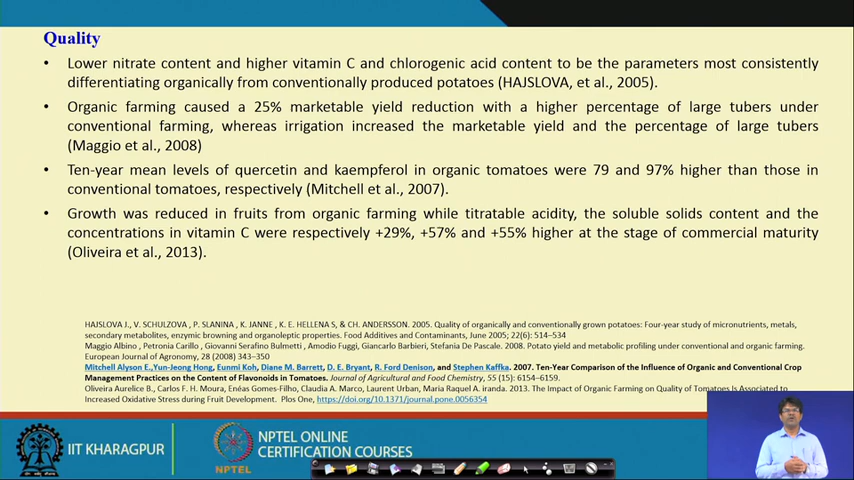 Quality
• Lower nitrate content and higher vitamin C and chlorogenic acid content to be the parameters most consistently
differentiating organically from conventionally produced potatoes (HAJSLOVA, et al., 2005).
• Organic farming caused a 25% marketable yield reduction with a higher percentage of large tubers under
conventional farming, whereas irrigation increased the marketable yield and the percentage of large tubers
(Maggio et al., 2008)
• Ten-year mean levels of quercetin and kaempferol in organic tomatoes were 79 and 97% higher than those in
conventional tomatoes, respectively (Mitchell et al., 2007).
• Growth was reduced in fruits from organic farming while titratable acidity, the soluble solids content and the
concentrations in vitamin C were respectively +29%, +57% and +55% higher at the stage of commercial maturity
(Oliveira et al., 2013).
HAJSLOVA J., V. SCHULZOVA , P. SLANINA , K. JANNE , K. E. HELLENA S, & CH. ANDERSSON. 2005. Quality of organically and conventionally grown potatoes: Four-year study of micronutrients, metals,
secondary metabolites, enzymic browning and organoleptic properties. Food Additives and Contaminants, June 2005; 22(6): 514–534
Maggio Albino , Petronia Carillo , Giovanni Serafino Bulmetti , Amodio Fuggi, Giancarlo Barbieri, Stefania De Pascale. 2008. Potato yield and metabolic profiling under conventional and organic farming.
European Journal of Agronomy, 28 (2008) 343–350
Mitchell Alyson E.,Yun-Jeong Hong, Eunmi Koh, Diane M. Barrett, D. E. Bryant, R. Ford Denison, and Stephen Kaffka. 2007. Ten-Year Comparison of the Influence of Organic and Conventional Crop
Management Practices on the Content of Flavonoids in Tomatoes. Journal of Agricultural and Food Chemistry, 55 (15): 6154–6159.
Oliveira Aurelice B., Carlos F. H. Moura, Enéas Gomes-Filho, Claudia A. Marco, Laurent Urban, Maria Raquel A. iranda. 2013. The Impact of Organic Farming on Quality of Tomatoes Is Associated to
Increased Oxidative Stress during Fruit Development. Plos One, https://doi.org/10.1371/journal.pone.0056354
IIT KHARAGPUR
NPTEL
NPTEL ONLINE
CERTIFICATION COURSES